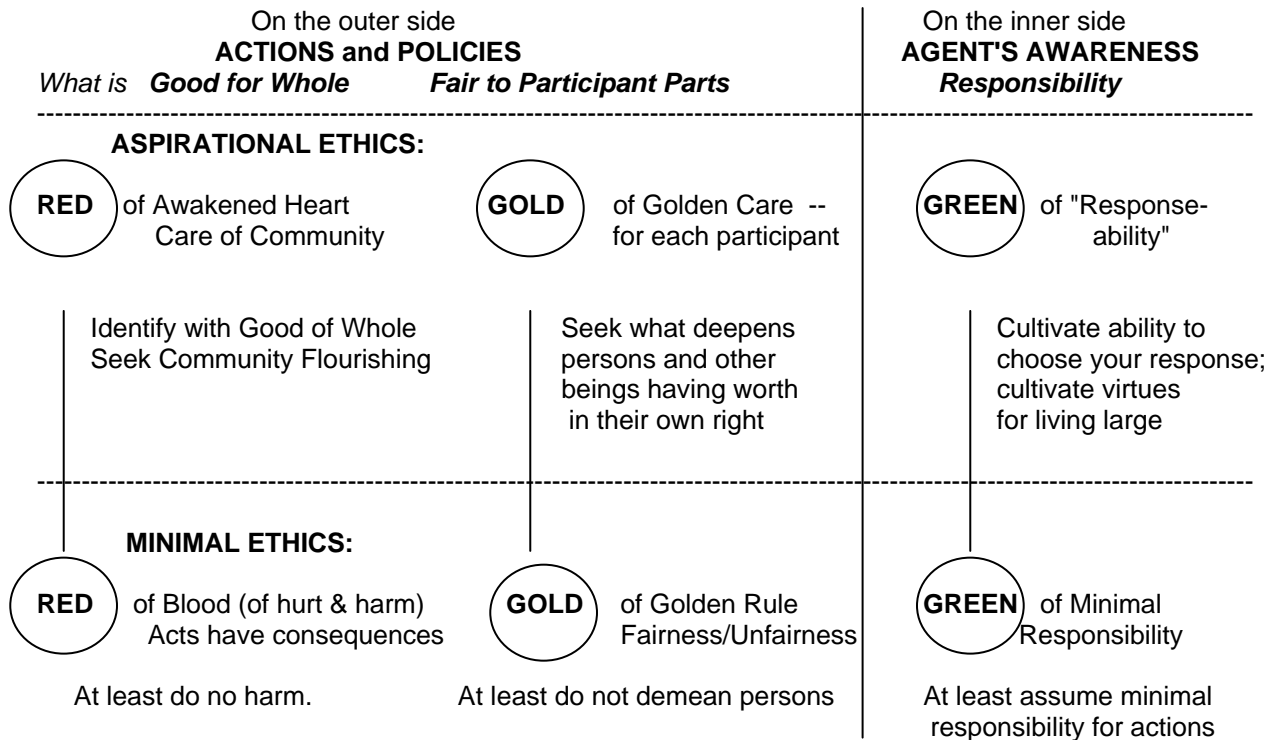 On the outer side
ACTIONS and POLICIES
What is Good for Whole Fair to Participant Parts
On the inner side
AGENT'S AWARENESS
Responsibility
ASPIRATIONAL ETHICS:
RED of Awakened Heart
Care of Community
GOLD of Golden Care --
for each participant
GREEN of "Response-
ability"
Identify with Good of Whole
Seek Community Flourishing
Seek what deepens
persons and other
beings having worth
in their own right
Cultivate ability to
choose your response;
cultivate virtues
for living large
MINIMAL ETHICS:
RED of Blood (of hurt & harm)
Acts have consequences
At least do no harm.
GOLD of Golden Rule
Fairness/Unfairness
At least do not demean persons
GREEN of Minimal
Responsibility
At least assume minimal
responsibility for actions